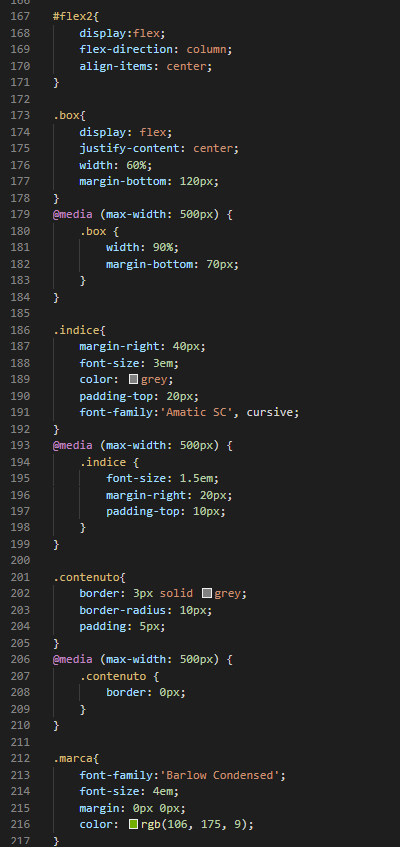 166
167 #flex2{
168     display:flex;
169     flex-direction: column;
170     align-items: center;
171 }
172
173 .box{
174     display: flex;
175     justify-content: center;
176     width: 60%;
177     margin-bottom: 120px;
178 }
179 @media (max-width: 500px) {
180     .box {
181         width: 90%;
182         margin-bottom: 70px;
183     }
184 }
185
186 .indice{
187     margin-right: 40px;
188     font-size: 3em;
189     color: grey;
190     padding-top: 20px;
191     font-family:'Amatic SC', cursive;
192 }
193 @media (max-width: 500px) {
194     .indice {
195         font-size: 1.5em;
196         margin-right: 20px;
197         padding-top: 10px;
198     }
199 }
200
201 .contenuto{
202     border: 3px solid grey;
203     border-radius: 10px;
204     padding: 5px;
205 }
206 @media (max-width: 500px) {
207     .contenuto {
208         border: 0px;
209     }
210 }
211
212 .marca{
213     font-family:'Barlow Condensed';
214     font-size: 4em;
215     margin: 0px 0px;
216     color: rgb(106, 175, 9);
217 }